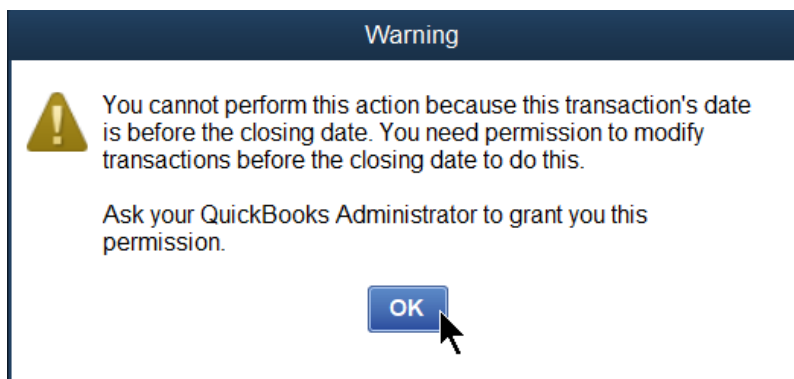 Warning
You cannot perform this action because this transaction's date
is before the closing date. You need permission to modify
transactions before the closing date to do this.
Ask your QuickBooks Administrator to grant you this
permission.
OK